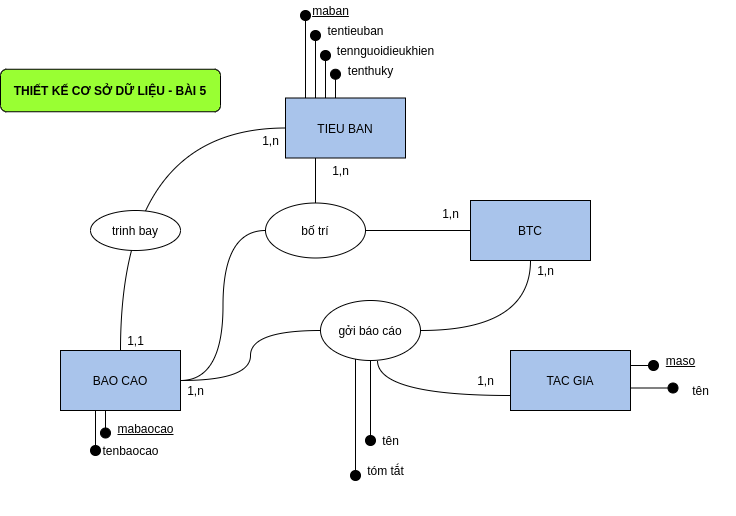 maban
tentieuban
tennguoidieukhien
tenthuky
THIẾT KẾ CƠ SỞ DỮ LIỆU - BÀI 5
TIEU BAN
1,n
1,n
1,n
trinh bay
bố trí
BTC
1,n
gởi báo cáo
1,1
BAO CAO
1,n
1,n
TAC GIA
maso
tên
mabaocao
tenbaocao
tên
tóm tắt